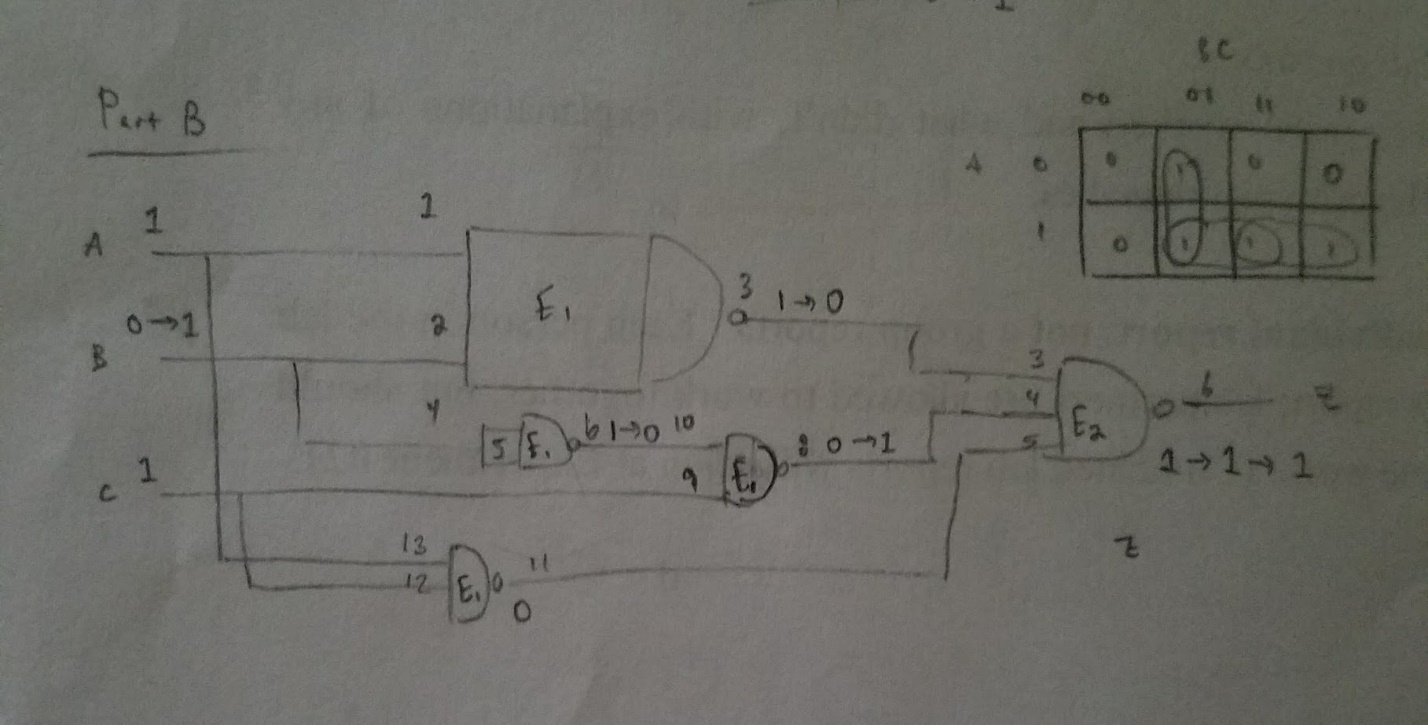 Part B
BC
00 01 11 10
A 0 0 1 0 0
1 0 1 1 1
A 1 1
0→1 2
B
E1
3 1→0
4
5 E1 6 1→0 10
C 1 9 E1 8 0→1
13
12 E1 11
0
3
4
5 E2 6 Z
1→1→1
Z